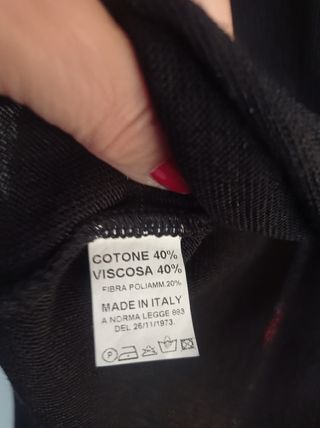 COTONE 40%
VISCOSA 40%
FIBRA POLIAMM.20%
MADE IN ITALY
A NORMA LEGGE 883
DEL 26/11/1973.
P